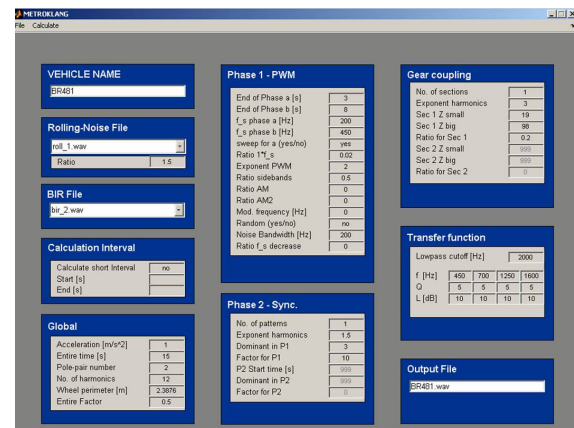 METROKLANG
File Calculate
VEHICLE NAME
BR481
Rolling-Noise File
roll_1.wav
Ratio 1.5
BIR File
bir_2.wav
Calculation Interval
Calculate short Interval no
Start [s]
End [s]
Global
Acceleration [m/s^2] 1
Entire time [s] 15
Pole-pair number 2
No. of harmonics 12
Wheel perimeter [m] 2.3876
Entire Factor 0.5
Phase 1 - PWM
End of Phase a [s] 3
End of Phase b [s] 8
f_s phase a [Hz] 200
f_s phase b [Hz] 450
sweep for a (yes/no) yes
Ratio 1*f_s 0.02
Exponent PWM 2
Ratio sidebands 0.5
Ratio AM 0
Ratio AM2 0
Mod. frequency [Hz] 0
Random (yes/no) no
Noise Bandwidth [Hz] 200
Ratio f_s decrease 0
Phase 2 - Sync.
No. of patterns 1
Exponent harmonics 1.5
Dominant in P1 3
Factor for P1 10
P2 Start time [s] 999
Dominant in P2 999
Factor for P2 0
Gear coupling
No. of sections 1
Exponent harmonics 3
Sec 1 Z small 19
Sec 1 Z big 98
Ratio for Sec 1 0.2
Sec 2 Z small 999
Sec 2 Z big 999
Ratio for Sec 2 0
Transfer function
Lowpass cutoff [Hz] 2000
f [Hz] 450 700 1250 1600
Q 5 5 5 5
L [dB] 10 10 10 10
Output File
BR481.wav